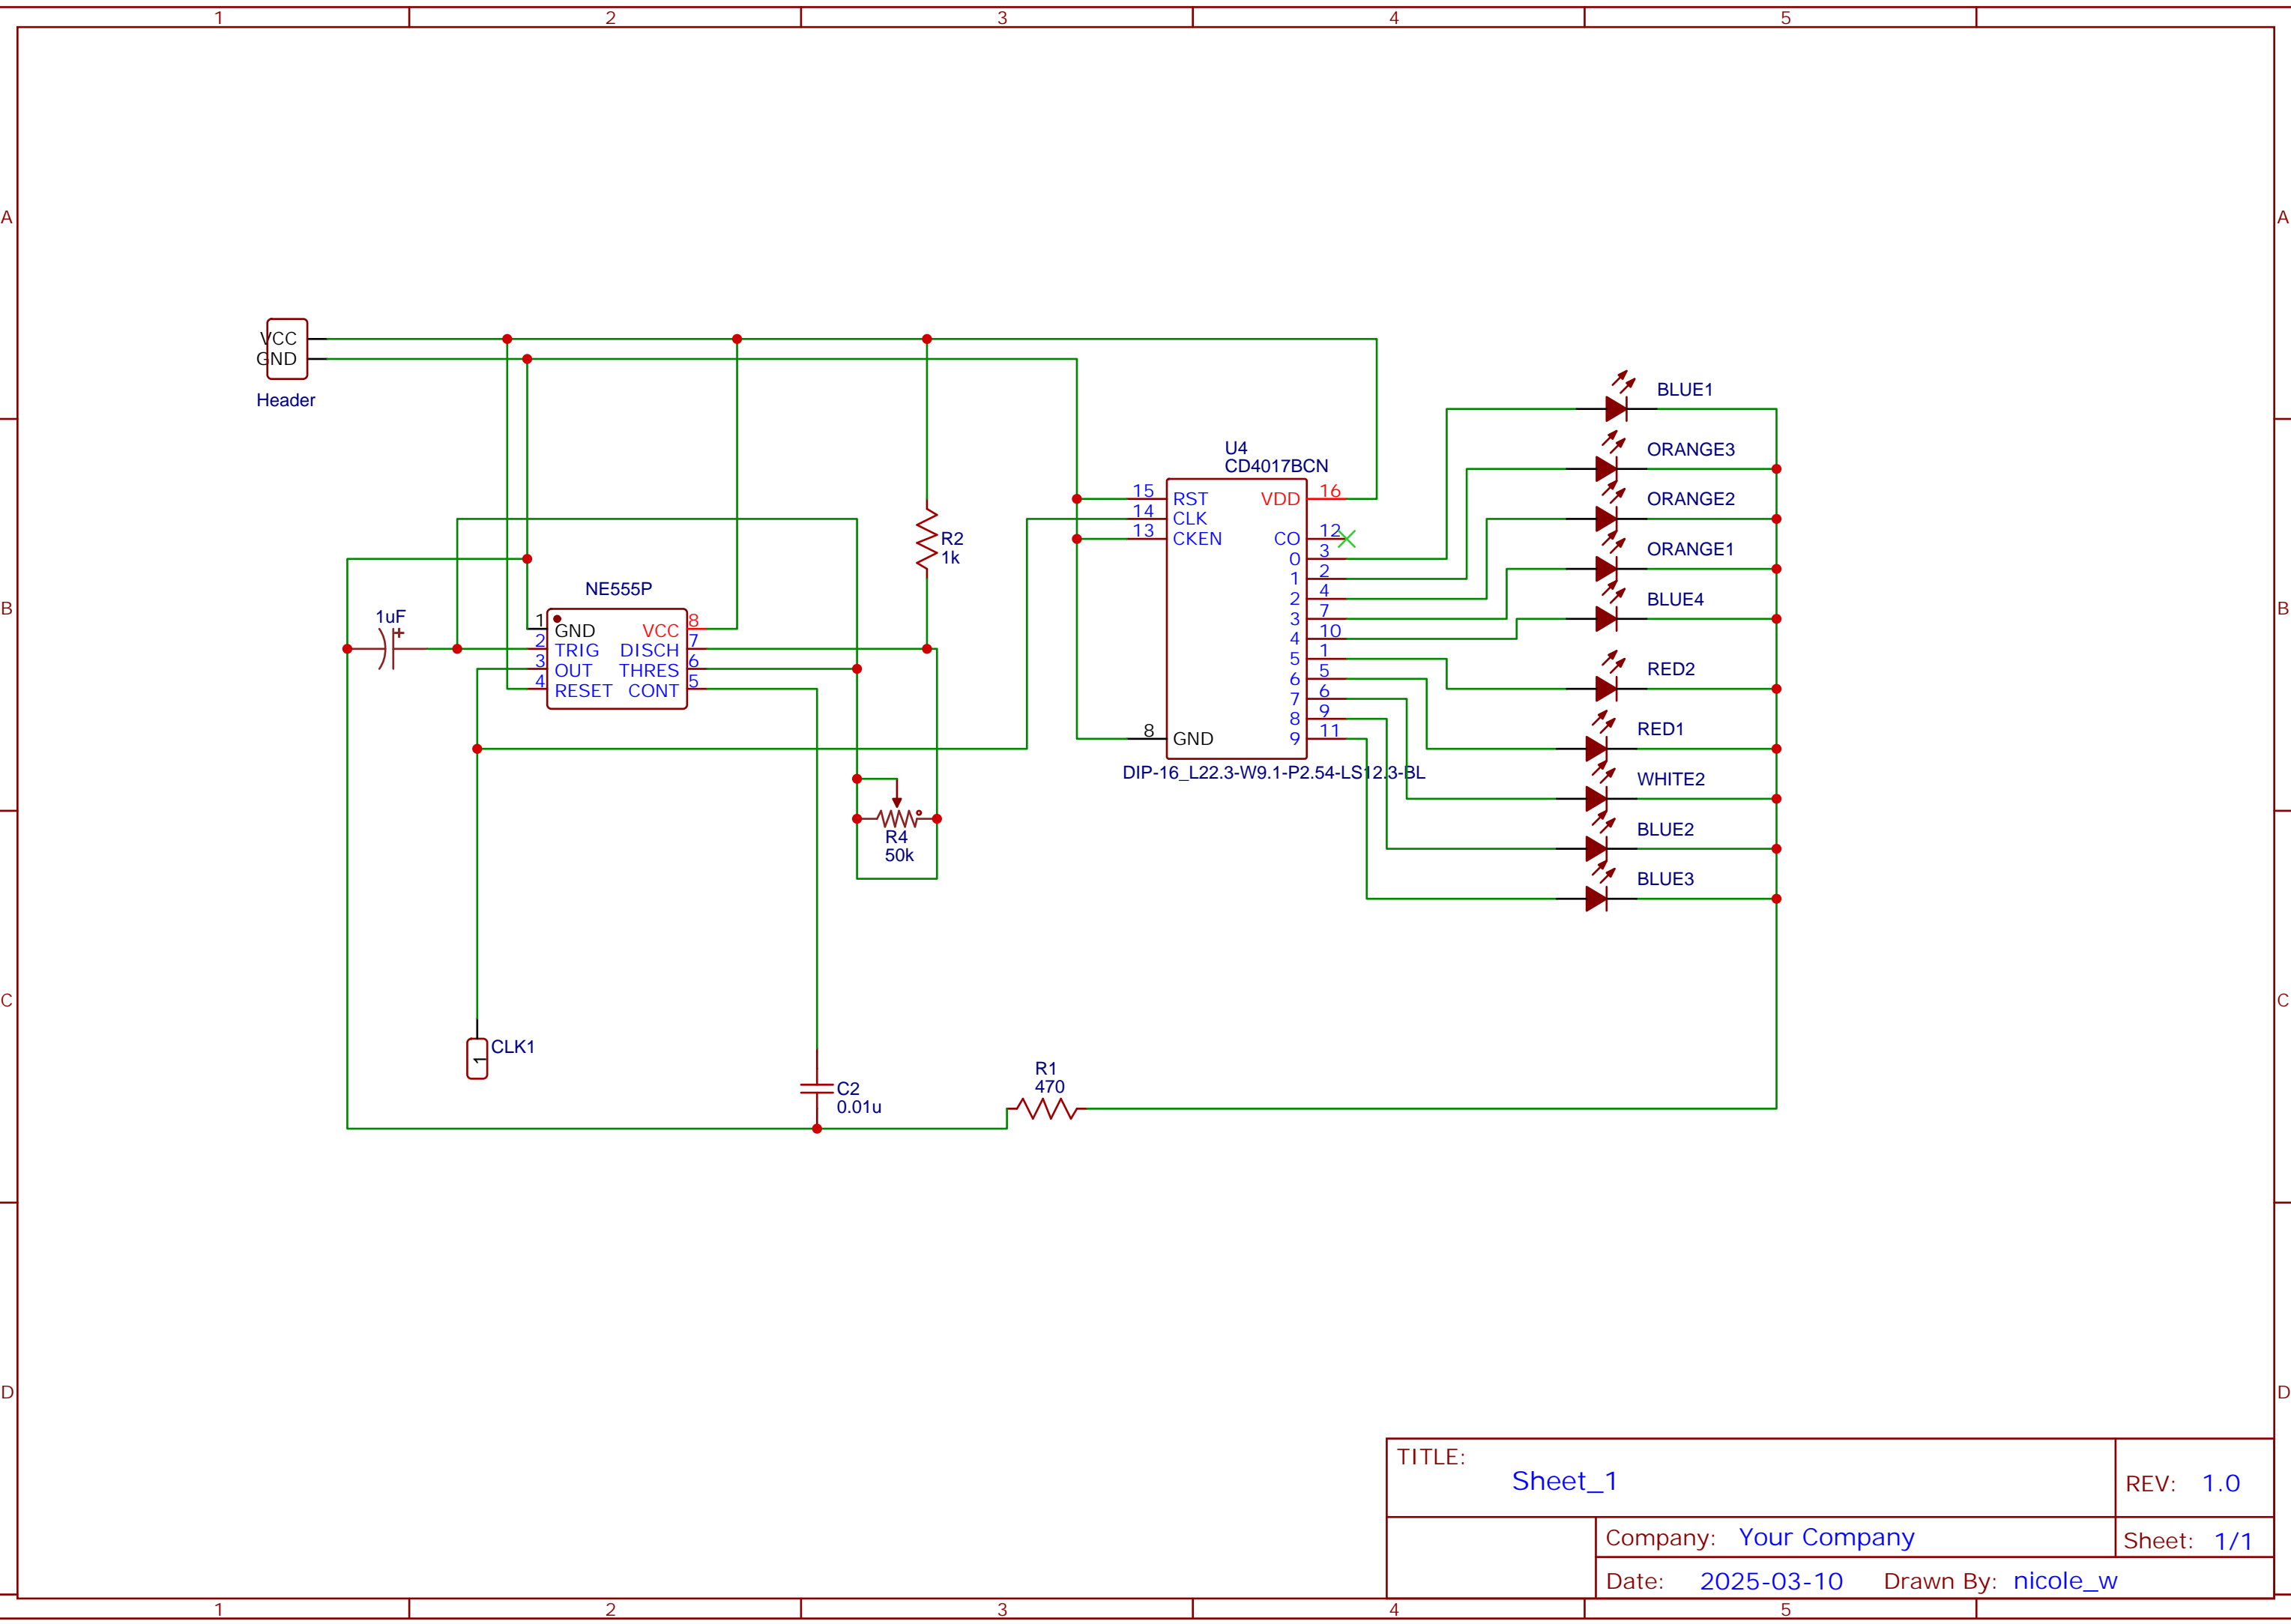 1 2 3 4 5
A A
B B
C C
D D
VCC
GND
Header
1uF
NE555P
1 GND
2 TRIG
3 OUT
4 RESET
VCC 8
DISCH 7
THRES 6
CONT 5
R2
1k
R4
50k
CLK1
1
C2
0.01u
R1
470
U4
CD4017BCN
15 RST
14 CLK
13 CKEN
8 GND
VDD 16
CO 12
0 3
1 2
2 4
3 7
4 10
5 1
6 5
7 6
8 9
9 11
DIP-16_L22.3-W9.1-P2.54-LS12.3-BL
BLUE1
ORANGE3
ORANGE2
ORANGE1
BLUE4
RED2
RED1
WHITE2
BLUE2
BLUE3
TITLE:
Sheet_1
REV: 1.0
Company: Your Company
Sheet: 1/1
Date: 2025-03-10 Drawn By: nicole_w
1 2 3 4 5